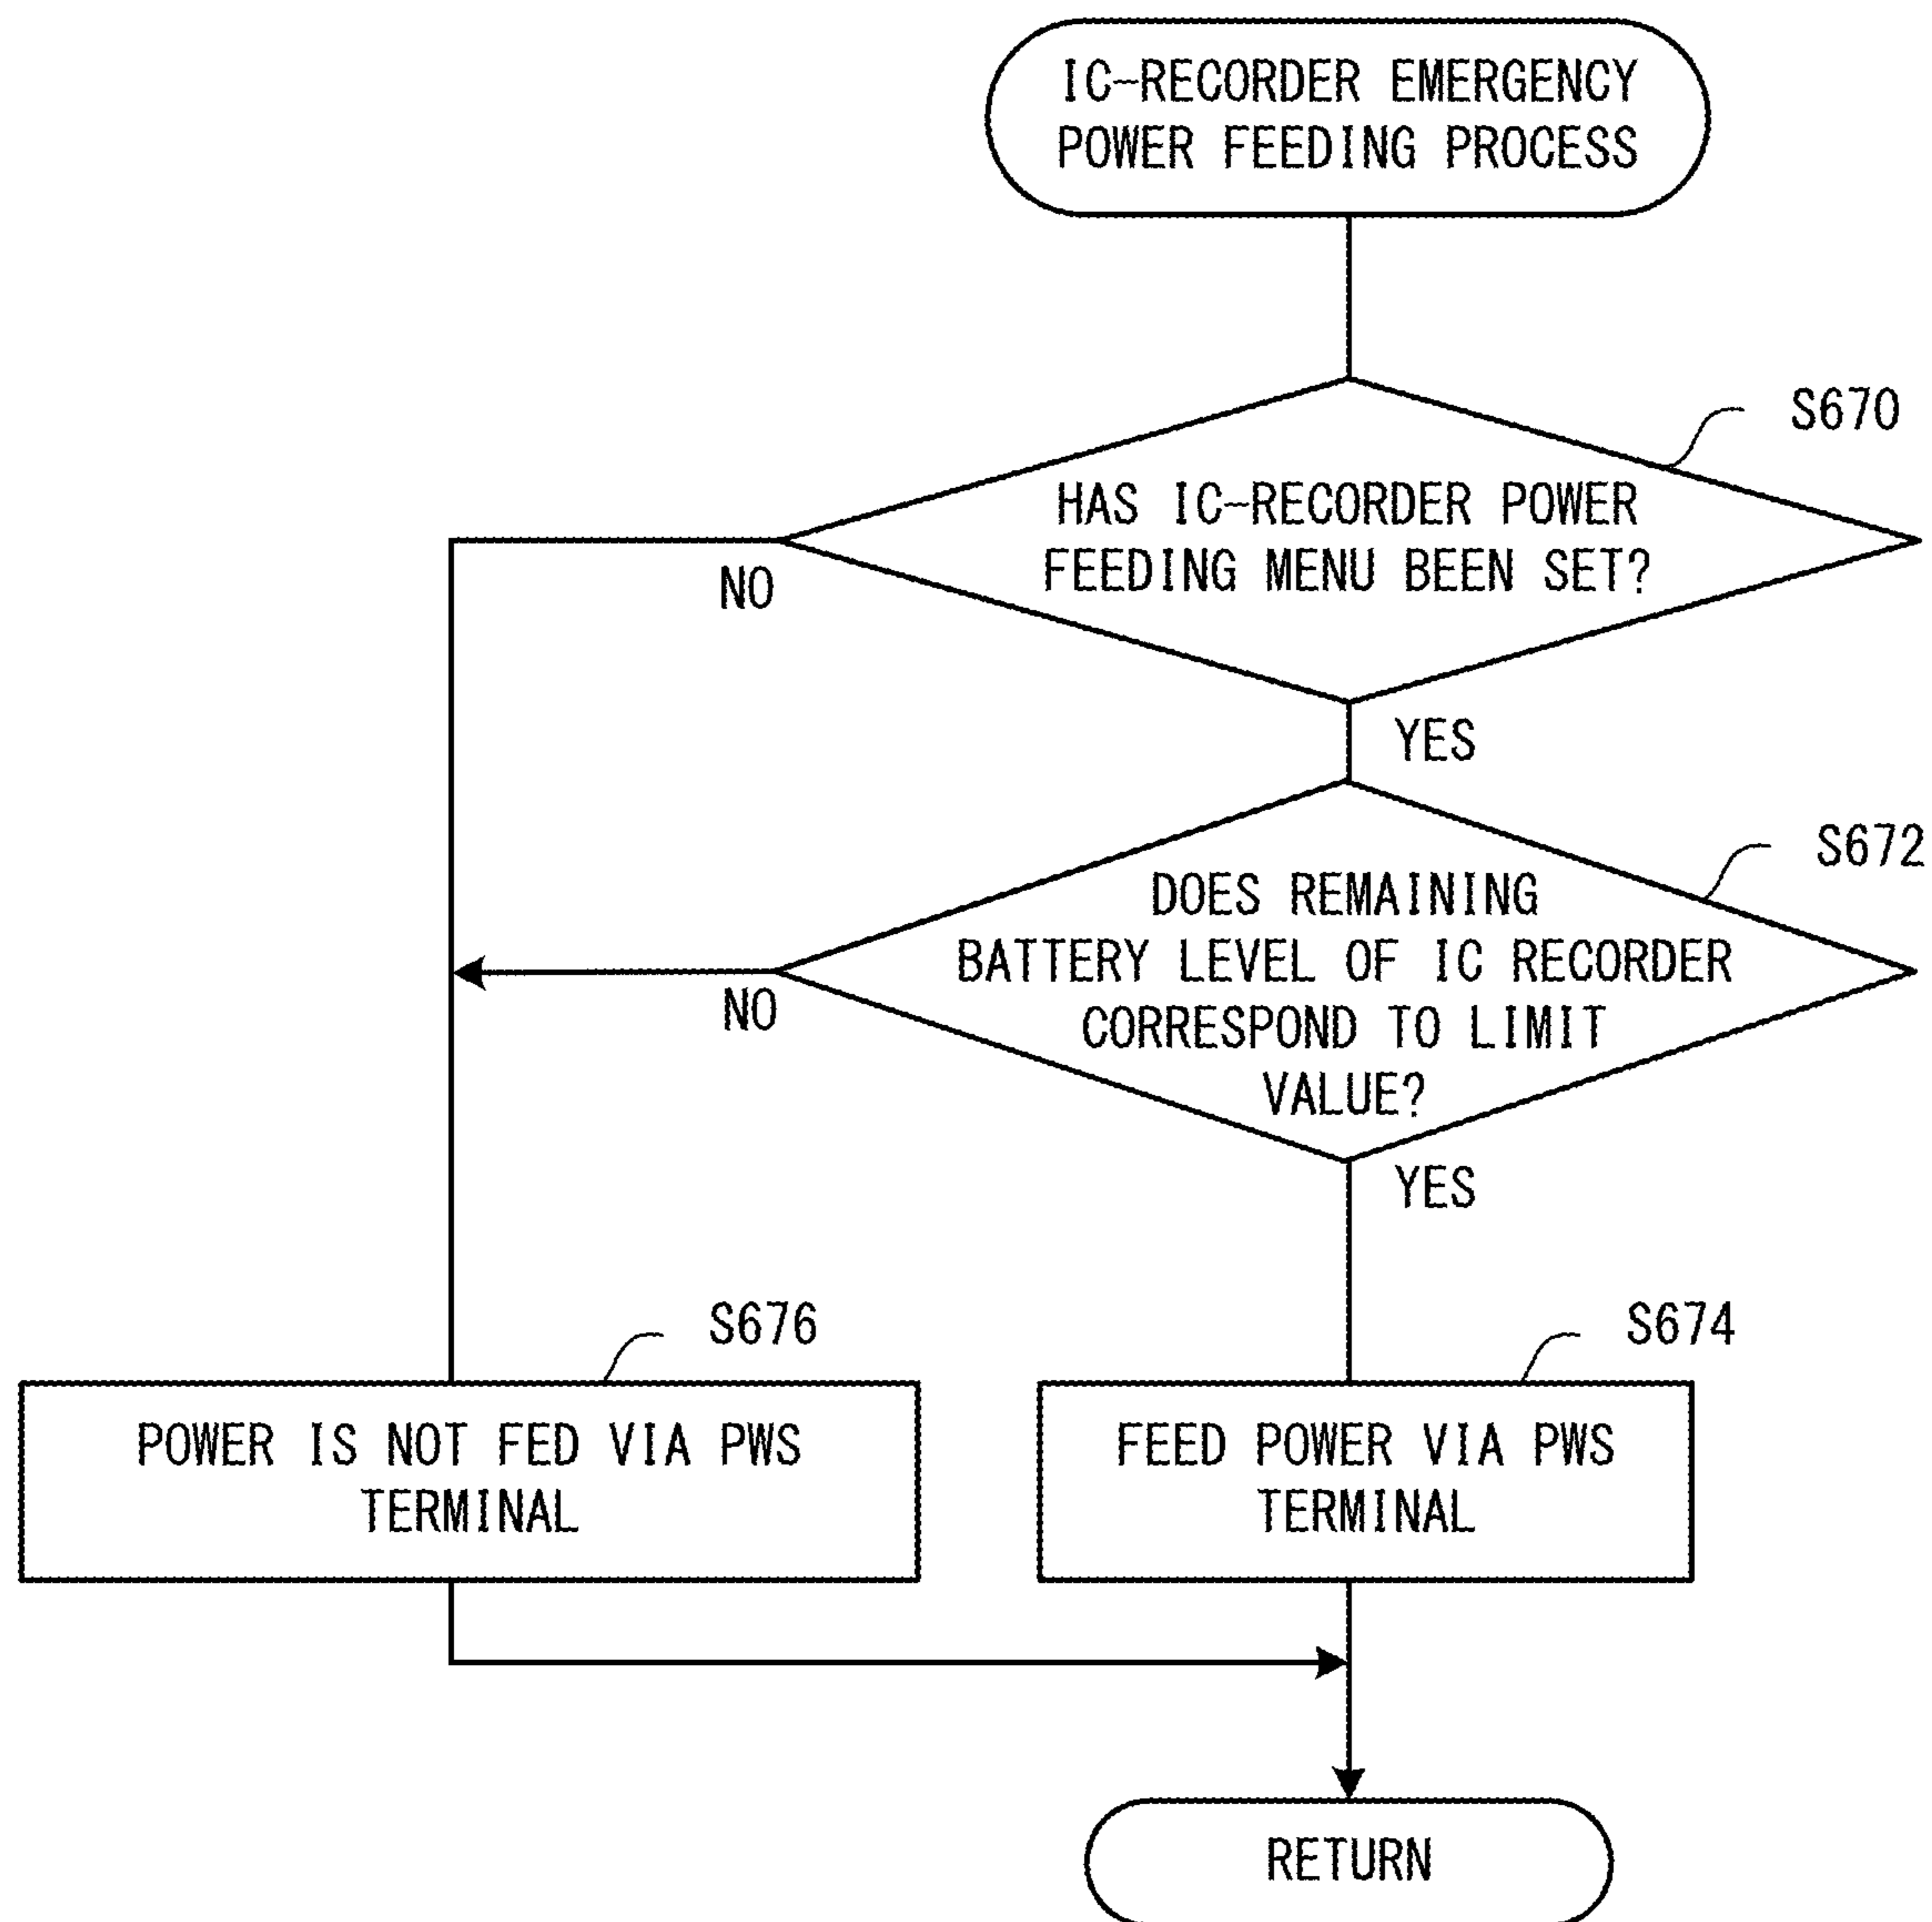 IC-RECORDER EMERGENCY
POWER FEEDING PROCESS
S670
HAS IC-RECORDER POWER
FEEDING MENU BEEN SET?
NO
YES
S672
DOES REMAINING
BATTERY LEVEL OF IC RECORDER
CORRESPOND TO LIMIT
VALUE?
NO
YES
S676
S674
POWER IS NOT FED VIA PWS
TERMINAL
FEED POWER VIA PWS
TERMINAL
RETURN